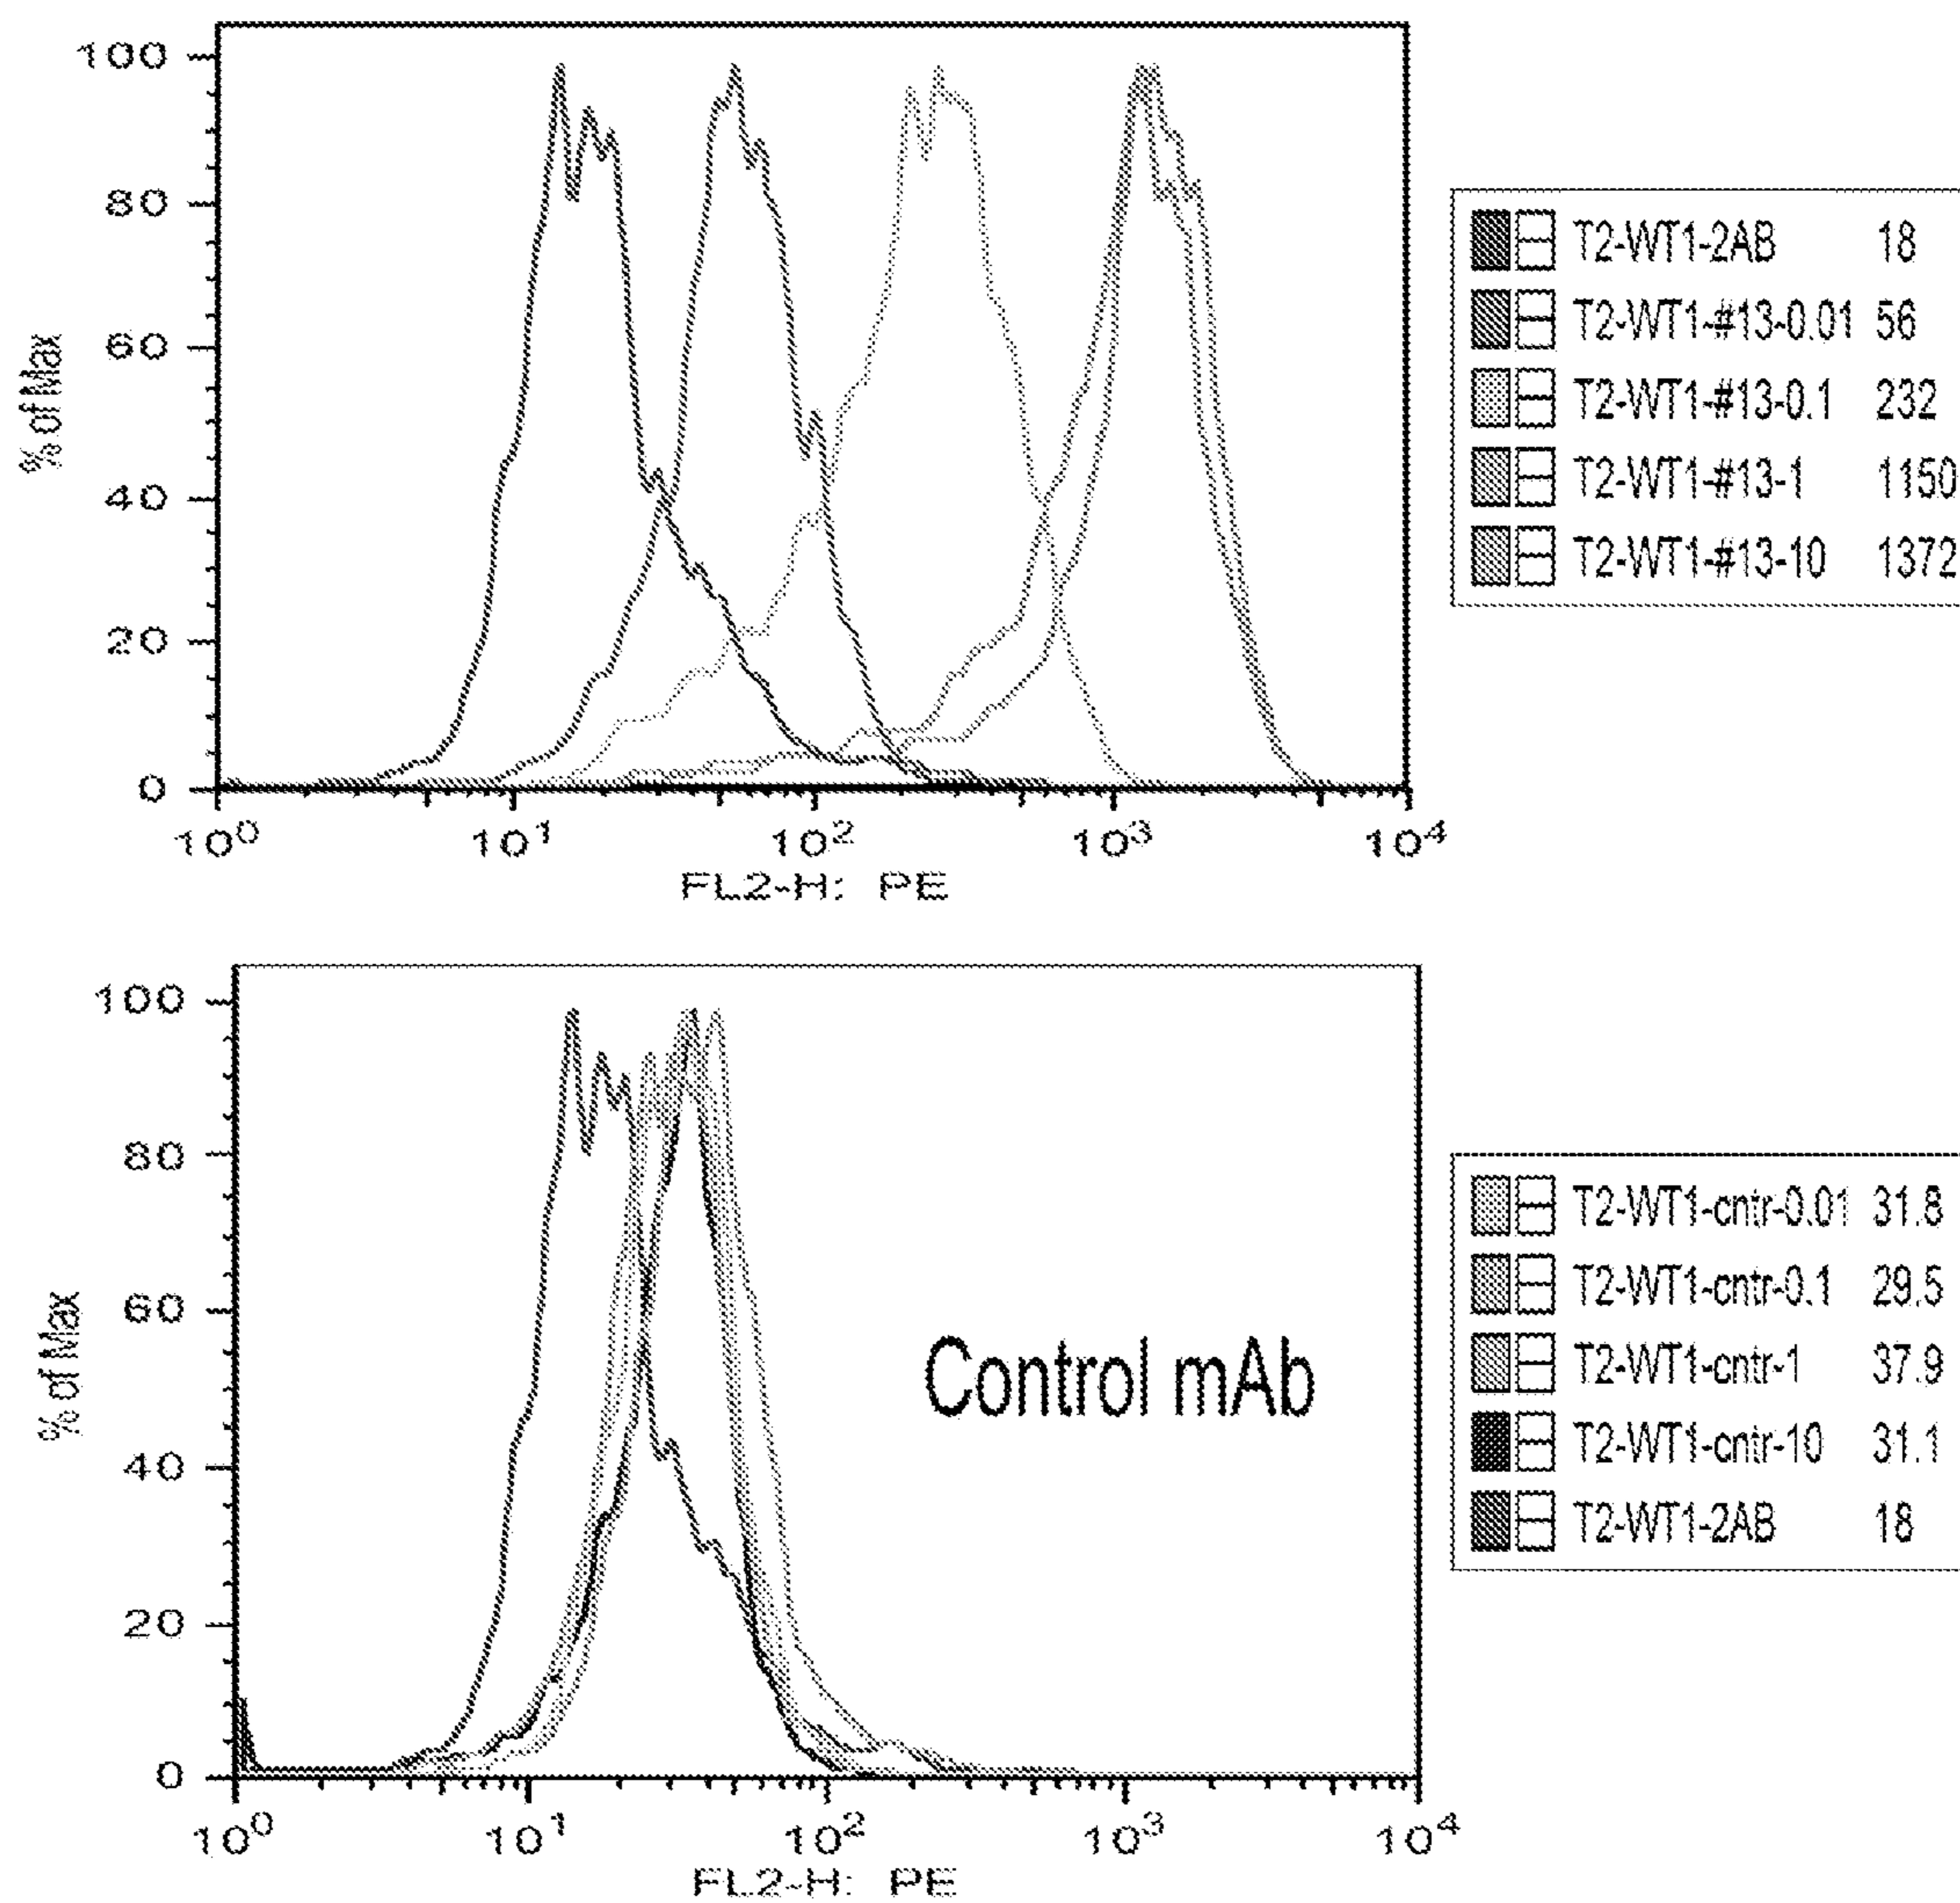 100
80
60
40
20
0
% of Max
10⁰ 10¹ 10² 10³ 10⁴
FL2-H: PE
T2-WT1-2AB 18
T2-WT1-#13-0.01 56
T2-WT1-#13-0.1 232
T2-WT1-#13-1 1150
T2-WT1-#13-10 1372
100
80
60
40
20
0
% of Max
10⁰ 10¹ 10² 10³ 10⁴
FL2-H: PE
Control mAb
T2-WT1-cntr-0.01 31.8
T2-WT1-cntr-0.1 29.5
T2-WT1-cntr-1 37.9
T2-WT1-cntr-10 31.1
T2-WT1-2AB 18